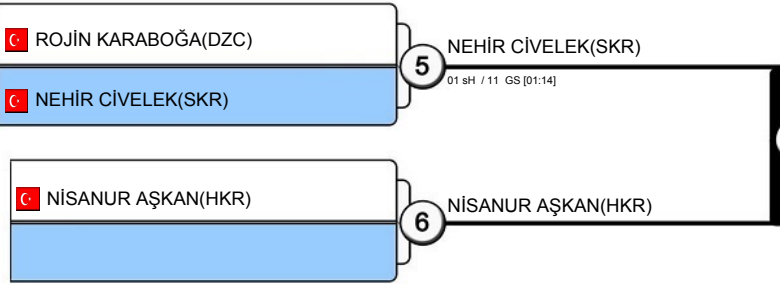 ROJİN KARABOĞA(DZC)
NEHİR CİVELEK(SKR)
5
NEHİR CİVELEK(SKR)
01 sH / 11 GS [01:14]
NİSANUR AŞKAN(HKR)
6
NİSANUR AŞKAN(HKR)